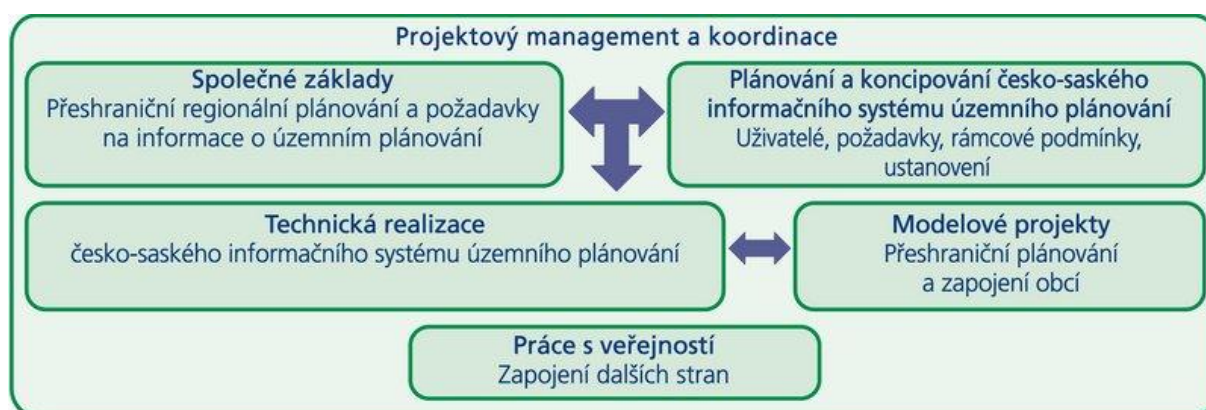 Projektový management a koordinace
Společné základy
Přeshraniční regionální plánování a požadavky
na informace o územním plánování
Plánování a koncipování česko-saského
informačního systému územního plánování
Uživatelé, požadavky, rámcové podmínky,
ustanovení
Technická realizace
česko-saského informačního systému územního plánování
Modelové projekty
Přeshraniční plánování
a zapojení obcí
Práce s veřejností
Zapojení dalších stran